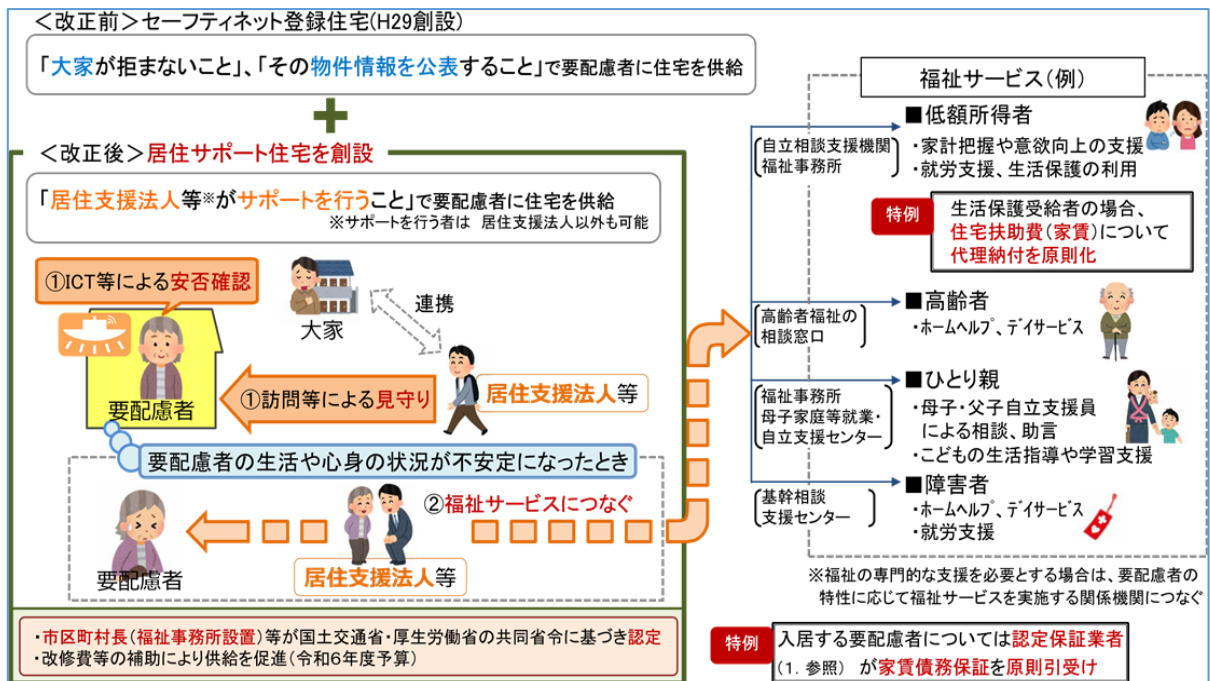 ＜改正前＞セーフティネット登録住宅(H29創設)
「大家が拒まないこと」、「その物件情報を公表すること」で要配慮者に住宅を供給
＜改正後＞居住サポート住宅を創設
「居住支援法人等※がサポートを行うこと」で要配慮者に住宅を供給
※サポートを行う者は 居住支援法人以外も可能
①ICT等による安否確認
大家
連携
①訪問等による見守り
居住支援法人等
要配慮者
要配慮者の生活や心身の状況が不安定になったとき
②福祉サービスにつなぐ
要配慮者
居住支援法人等
・市区町村長(福祉事務所設置)等が国土交通省・厚生労働省の共同省令に基づき認定
・改修費等の補助により供給を促進(令和6年度予算)
福祉サービス(例)
自立相談支援機関
福祉事務所
■低額所得者
・家計把握や意欲向上の支援
・就労支援、生活保護の利用
特例
生活保護受給者の場合、
住宅扶助費(家賃)について
代理納付を原則化
高齢者福祉の
相談窓口
■高齢者
・ホームヘルプ、デイサービス
福祉事務所
母子家庭等就業・
自立支援センター
■ひとり親
・母子・父子自立支援員
による相談、助言
・こどもの生活指導や学習支援
基幹相談
支援センター
■障害者
・ホームヘルプ、デイサービス
・就労支援
※福祉の専門的な支援を必要とする場合は、要配慮者の
特性に応じて福祉サービスを実施する関係機関につなぐ
特例
入居する要配慮者については認定保証業者
(1．参照) が家賃債務保証を原則引受け